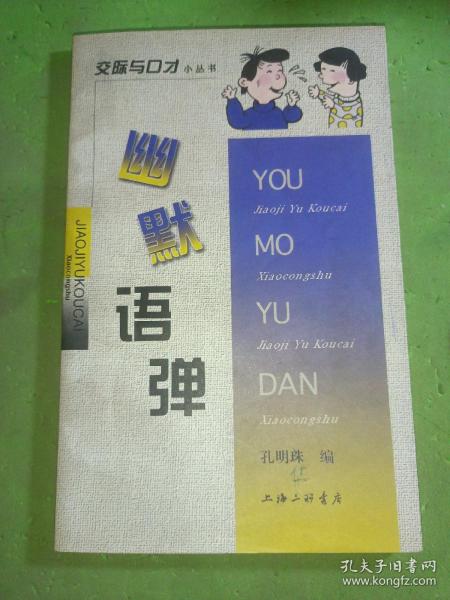 交际与口才 小丛书
幽
默
语
弹
JIAOJIYUKOUCAI
Xiaocongshu
YOU
Jiaoji Yu Koucai
MO
Xiaocongshu
YU
Jiaoji Yu Koucai
DAN
Xiaocongshu
孔明珠 编
上海三联书店
孔夫子旧书网
www.kongfz.com